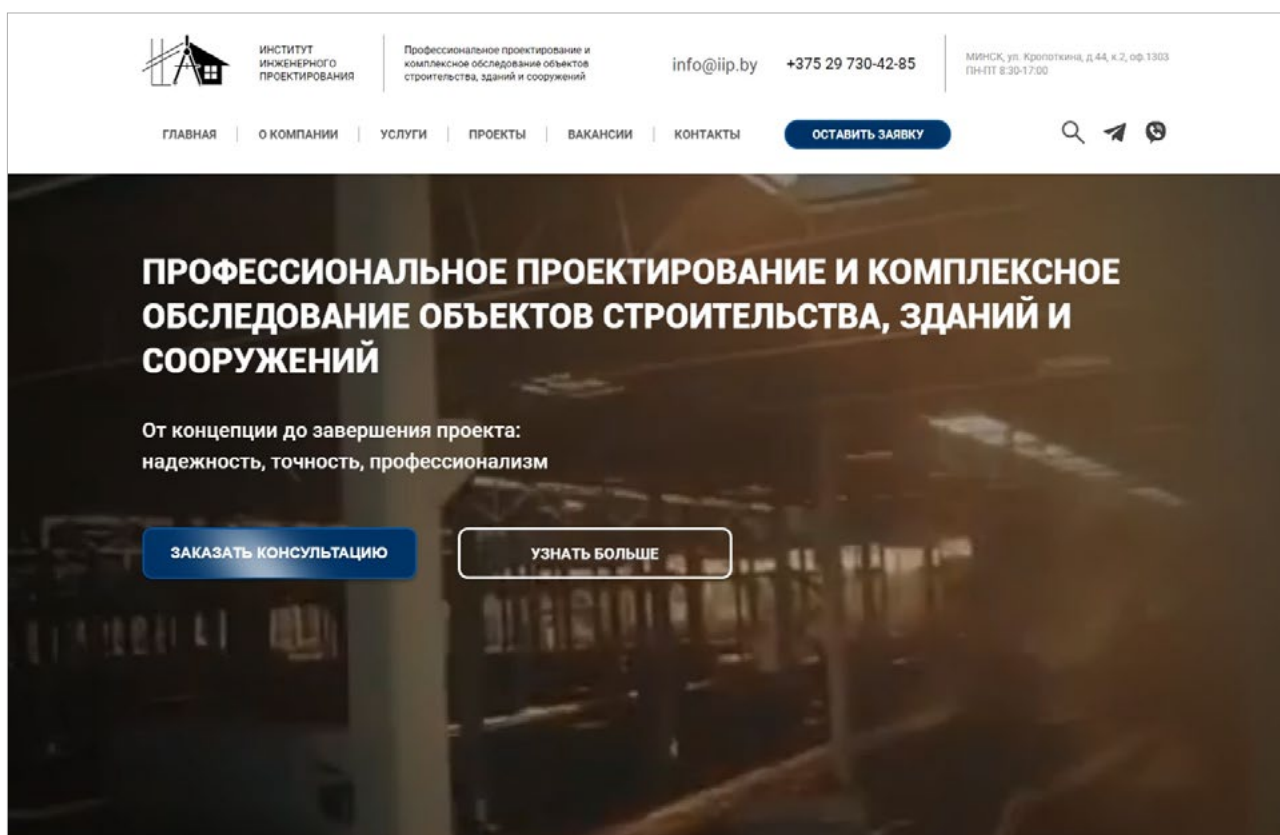 ИНСТИТУТ
ИНЖЕНЕРНОГО
ПРОЕКТИРОВАНИЯ
Профессиональное проектирование и
комплексное обследование объектов
строительства, зданий и сооружений
info@iip.by
+375 29 730-42-85
МИНСК, ул. Кропоткина, д.44, к.2, оф.1303
ПН-ПТ 8:30-17:00
ГЛАВНАЯ
О КОМПАНИИ
УСЛУГИ
ПРОЕКТЫ
ВАКАНСИИ
КОНТАКТЫ
ОСТАВИТЬ ЗАЯВКУ
ПРОФЕССИОНАЛЬНОЕ ПРОЕКТИРОВАНИЕ И КОМПЛЕКСНОЕ
ОБСЛЕДОВАНИЕ ОБЪЕКТОВ СТРОИТЕЛЬСТВА, ЗДАНИЙ И
СООРУЖЕНИЙ
От концепции до завершения проекта:
надежность, точность, профессионализм
ЗАКАЗАТЬ КОНСУЛЬТАЦИЮ
УЗНАТЬ БОЛЬШЕ